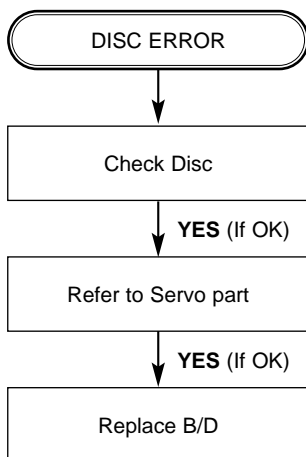 DISC ERROR
Check Disc
YES (If OK)
Refer to Servo part
YES (If OK)
Replace B/D